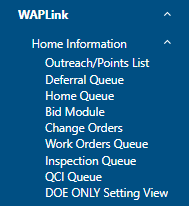 WAPLink
Home Information
Outreach/Points List
Deferral Queue
Home Queue
Bid Module
Change Orders
Work Orders Queue
Inspection Queue
QCI Queue
DOE ONLY Setting View